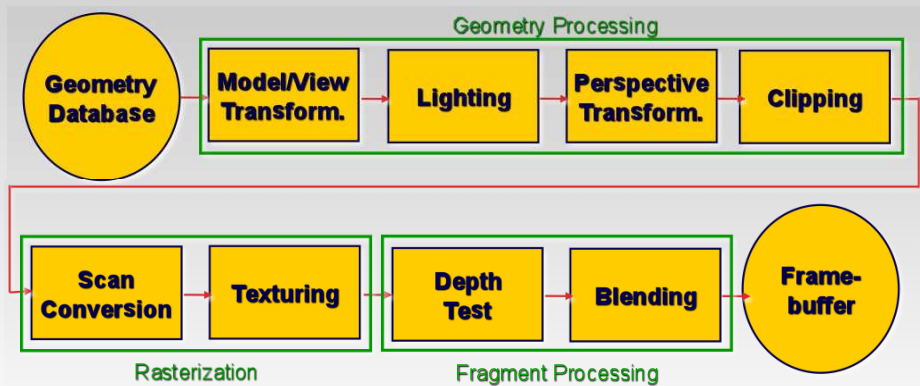 Geometry Processing
Geometry
Database
Model/View
Transform.
Lighting
Perspective
Transform.
Clipping
Scan
Conversion
Texturing
Depth
Test
Blending
Frame-
buffer
Rasterization
Fragment Processing